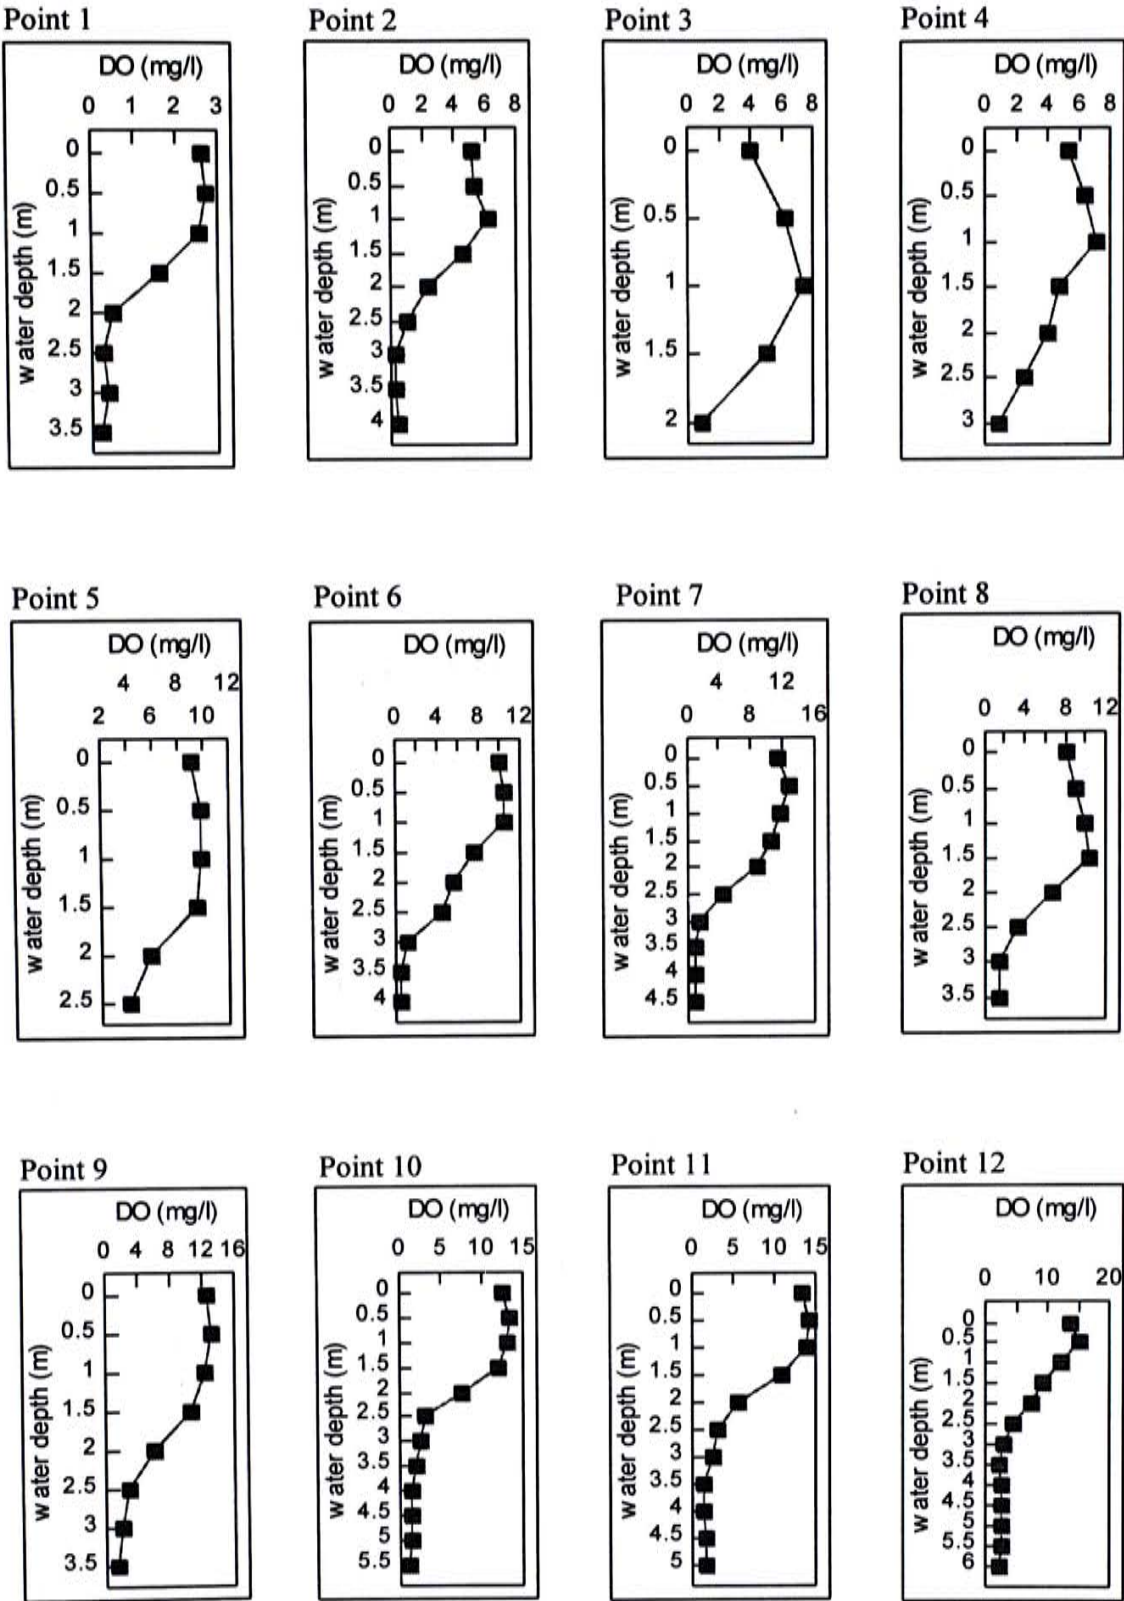 Point 1
DO (mg/l)
0 1 2 3
water depth (m)
0
0.5
1
1.5
2
2.5
3
3.5
Point 2
DO (mg/l)
0 2 4 6 8
water depth (m)
0
0.5
1
1.5
2
2.5
3
3.5
4
Point 3
DO (mg/l)
0 2 4 6 8
water depth (m)
0
0.5
1
1.5
2
Point 4
DO (mg/l)
0 2 4 6 8
water depth (m)
0
0.5
1
1.5
2
2.5
3
Point 5
DO (mg/l)
4 8 12
2 6 10
water depth (m)
0
0.5
1
1.5
2
2.5
Point 6
DO (mg/l)
0 4 8 12
water depth (m)
0
0.5
1
1.5
2
2.5
3
3.5
4
Point 7
DO (mg/l)
4 12
0 8 16
water depth (m)
0
0.5
1
1.5
2
2.5
3
3.5
4
4.5
Point 8
DO (mg/l)
0 4 8 12
water depth (m)
0
0.5
1
1.5
2
2.5
3
3.5
Point 9
DO (mg/l)
0 4 8 12 16
water depth (m)
0
0.5
1
1.5
2
2.5
3
3.5
Point 10
DO (mg/l)
0 5 10 15
water depth (m)
0
0.5
1
1.5
2
2.5
3
3.5
4
4.5
5
5.5
Point 11
DO (mg/l)
0 5 10 15
water depth (m)
0
0.5
1
1.5
2
2.5
3
3.5
4
4.5
5
Point 12
DO (mg/l)
0 10 20
water depth (m)
0
0.5
1
1.5
2
2.5
3
3.5
4
4.5
5
5.5
6